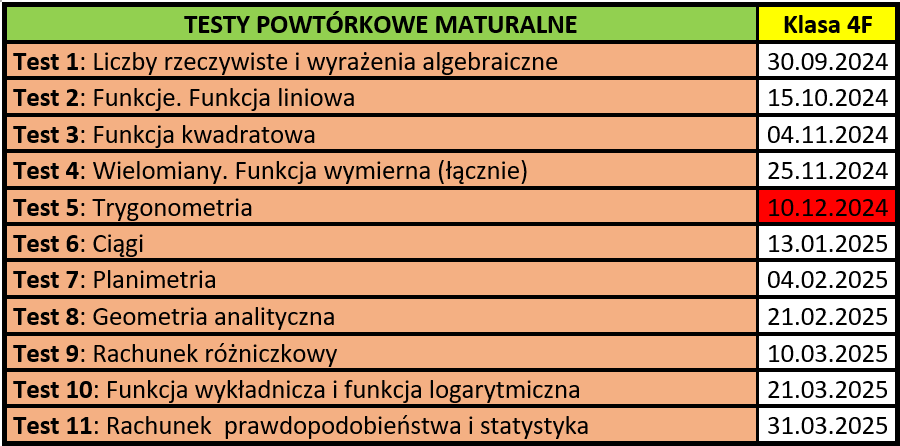 TESTY POWTÓRKOWE MATURALNE Klasa 4F
Test 1: Liczby rzeczywiste i wyrażenia algebraiczne 30.09.2024
Test 2: Funkcje. Funkcja liniowa 15.10.2024
Test 3: Funkcja kwadratowa 04.11.2024
Test 4: Wielomiany. Funkcja wymierna (łącznie) 25.11.2024
Test 5: Trygonometria 10.12.2024
Test 6: Ciągi 13.01.2025
Test 7: Planimetria 04.02.2025
Test 8: Geometria analityczna 21.02.2025
Test 9: Rachunek różniczkowy 10.03.2025
Test 10: Funkcja wykładnicza i funkcja logarytmiczna 21.03.2025
Test 11: Rachunek  prawdopodobieństwa i statystyka 31.03.2025